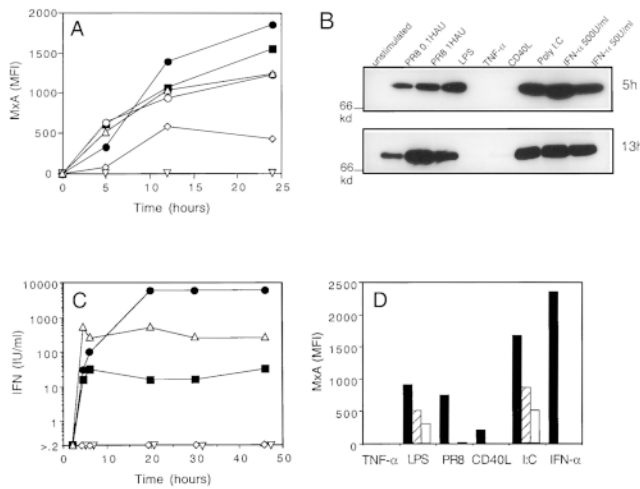 A
2000
1500
1000
500
0
MxA (MFI)
0 5 10 15 20 25
Time (hours)
B
unstimulated
PR8 0.1HAU
PR8 1HAU
LPS
TNF-α
CD40L
Poly I:C
IFN-α 500U/ml
IFN-α 50U/ml
66
kd
5h
66
kd
13h
C
10000
1000
100
10
1
>.2
IFN (IU/ml)
0 10 20 30 40 50
Time (hours)
D
2500
2000
1500
1000
500
0
MxA (MFI)
TNF-α LPS PR8 CD40L I:C IFN-α